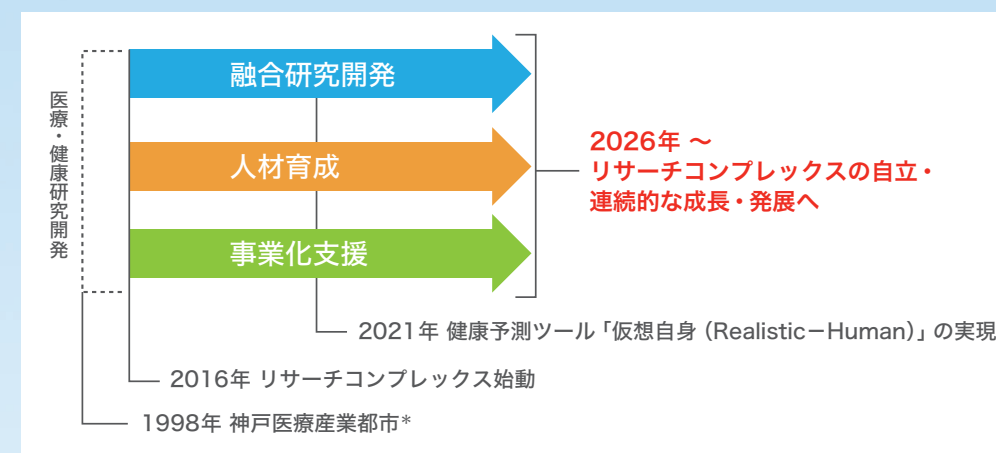 医療・健康研究開発
融合研究開発
人材育成
事業化支援
2026年 ～
リサーチコンプレックスの自立・
連続的な成長・発展へ
2021年 健康予測ツール「仮想自身（Realistic－Human）」の実現
2016年 リサーチコンプレックス始動
1998年 神戸医療産業都市*